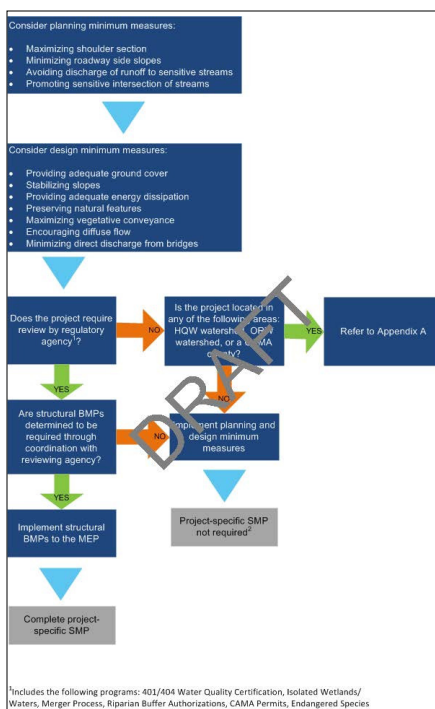 Consider planning minimum measures:
• Maximizing shoulder section
• Minimizing roadway side slopes
• Avoiding discharge of runoff to sensitive streams
• Promoting sensitive intersection of streams
Consider design minimum measures:
• Providing adequate ground cover
• Stabilizing slopes
• Providing adequate energy dissipation
• Preserving natural features
• Maximizing vegetative conveyance
• Encouraging diffuse flow
• Minimizing direct discharge from bridges
Does the project require
review by regulatory
agency¹?
NO
Is the project located in
any of the following areas:
HQW watershed, ORW
watershed, or a CAMA
county?
YES
Refer to Appendix A
YES
NO
Are structural BMPs
determined to be
required through
coordination with
reviewing agency?
NO
Implement planning and
design minimum
measures
DRAFT
YES
Implement structural
BMPs to the MEP
Project-specific SMP
not required²
Complete project-
specific SMP
¹Includes the following programs: 401/404 Water Quality Certification, Isolated Wetlands/
Waters, Merger Process, Riparian Buffer Authorizations, CAMA Permits, Endangered Species